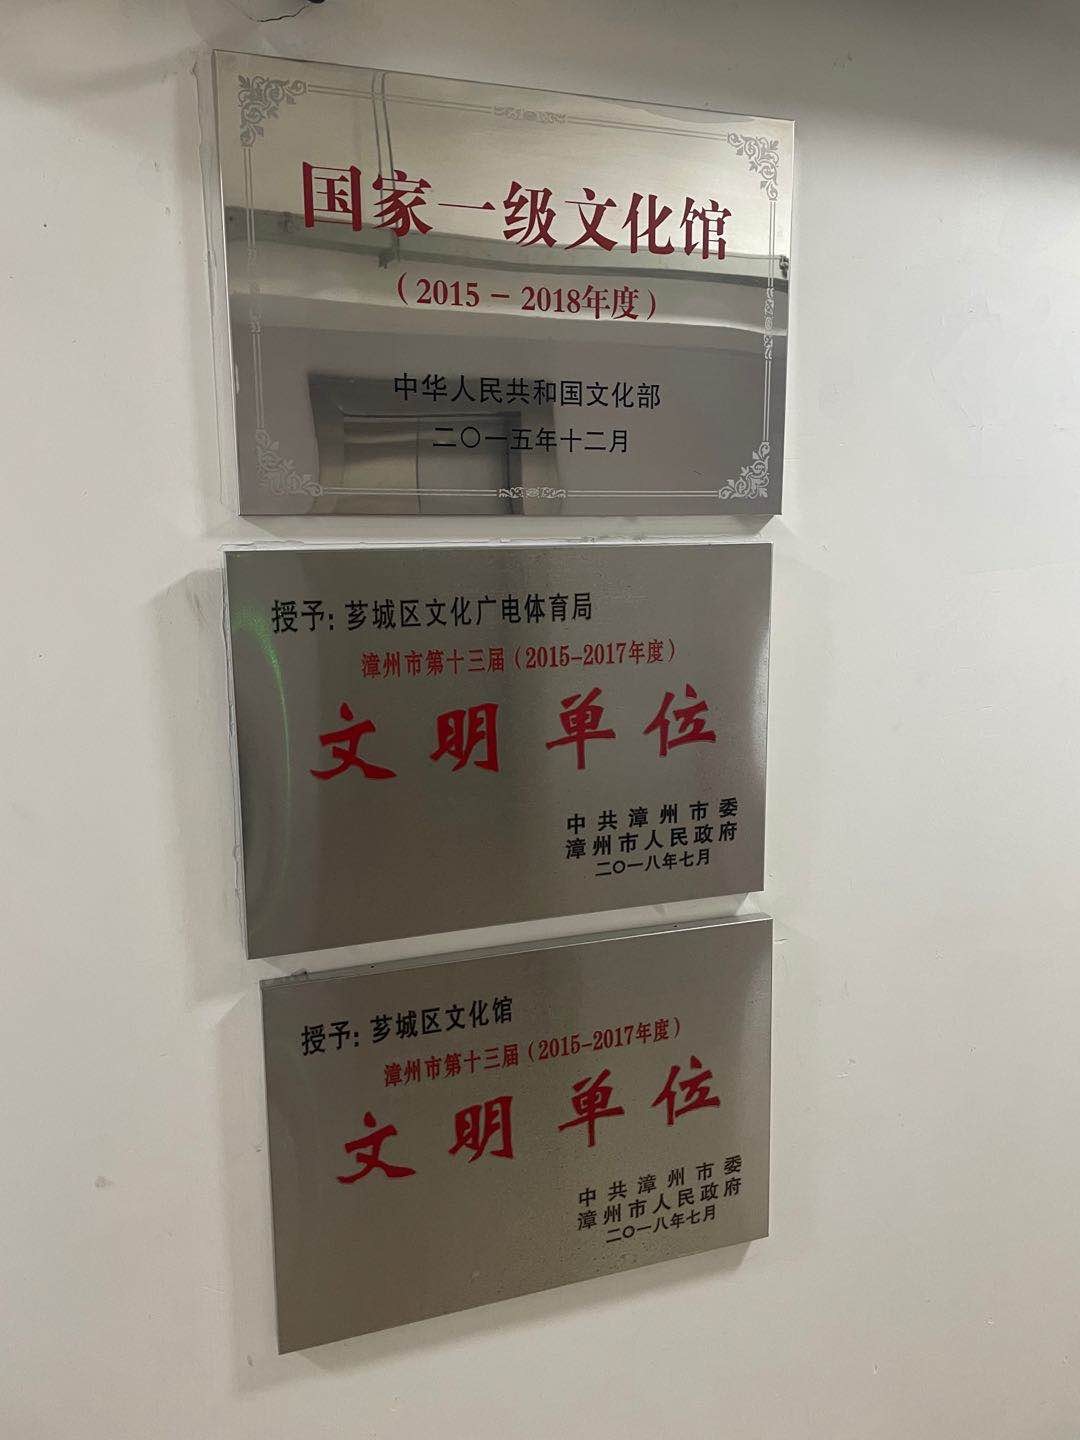 国家一级文化馆
（2015－2018年度）
中华人民共和国文化部
二〇一五年十二月
授予：芗城区文化广电体育局
漳州市第十三届（2015-2017年度）
文明单位
中共漳州市委
漳州市人民政府
二〇一八年七月
授予：芗城区文化馆
漳州市第十三届（2015-2017年度）
文明单位
中共漳州市委
漳州市人民政府
二〇一八年七月